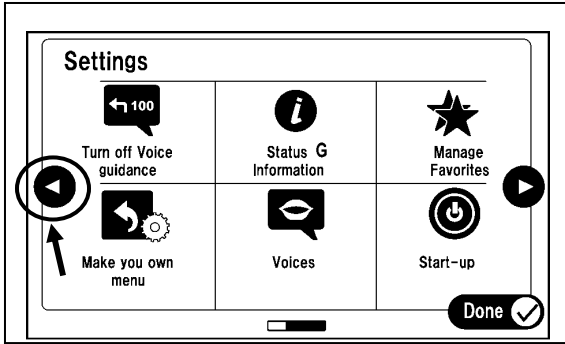 Settings
100
i
Turn off Voice
guidance
Status G
Information
Manage
Favorites
Make you own
menu
Voices
Start-up
Done